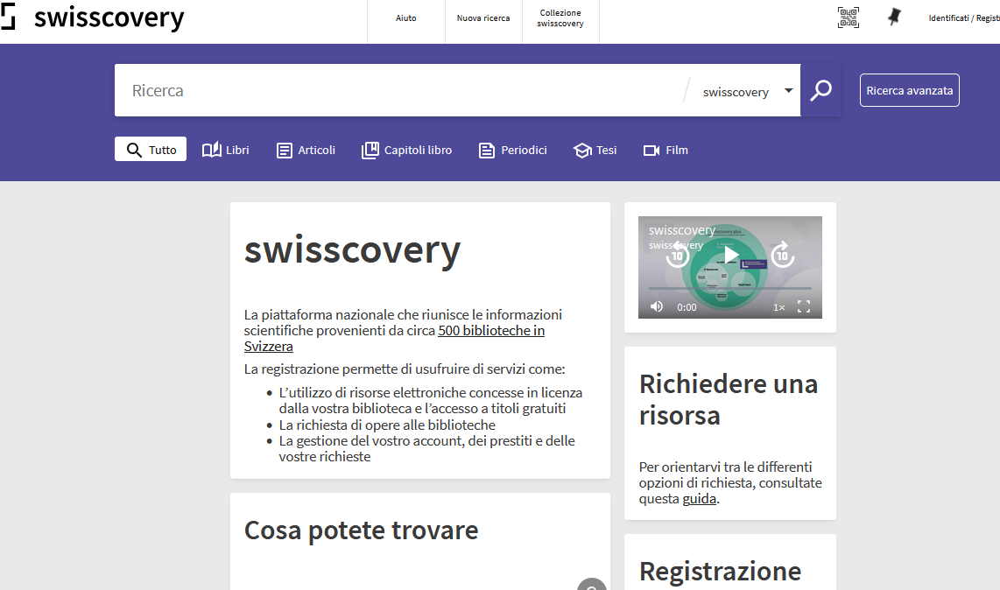 swisscovery
Aiuto
Nuova ricerca
Collezione
swisscovery
Identificati / Registr
Ricerca
swisscovery
Ricerca avanzata
Tutto
Libri
Articoli
Capitoli libro
Periodici
Tesi
Film
swisscovery
La piattaforma nazionale che riunisce le informazioni
scientifiche provenienti da circa 500 biblioteche in
Svizzera
La registrazione permette di usufruire di servizi come:
L’utilizzo di risorse elettroniche concesse in licenza
dalla vostra biblioteca e l’accesso a titoli gratuiti
La richiesta di opere alle biblioteche
La gestione del vostro account, dei prestiti e delle
vostre richieste
Cosa potete trovare
swisscovery
swisscovery
10
10
0:00
1×
Richiedere una
risorsa
Per orientarvi tra le differenti
opzioni di richiesta, consultate
questa guida.
Registrazione